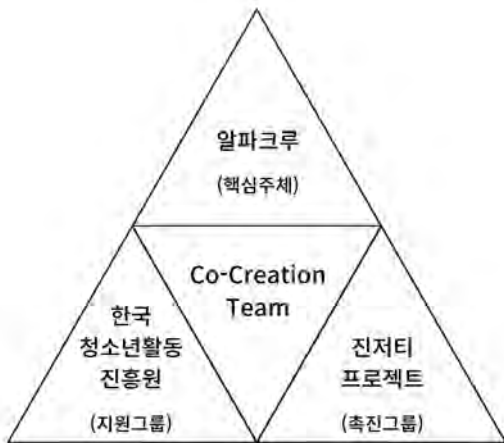 알파크루
(핵심주체)
Co-Creation
Team
한국
청소년활동
진흥원
(지원그룹)
진저티
프로젝트
(촉진그룹)